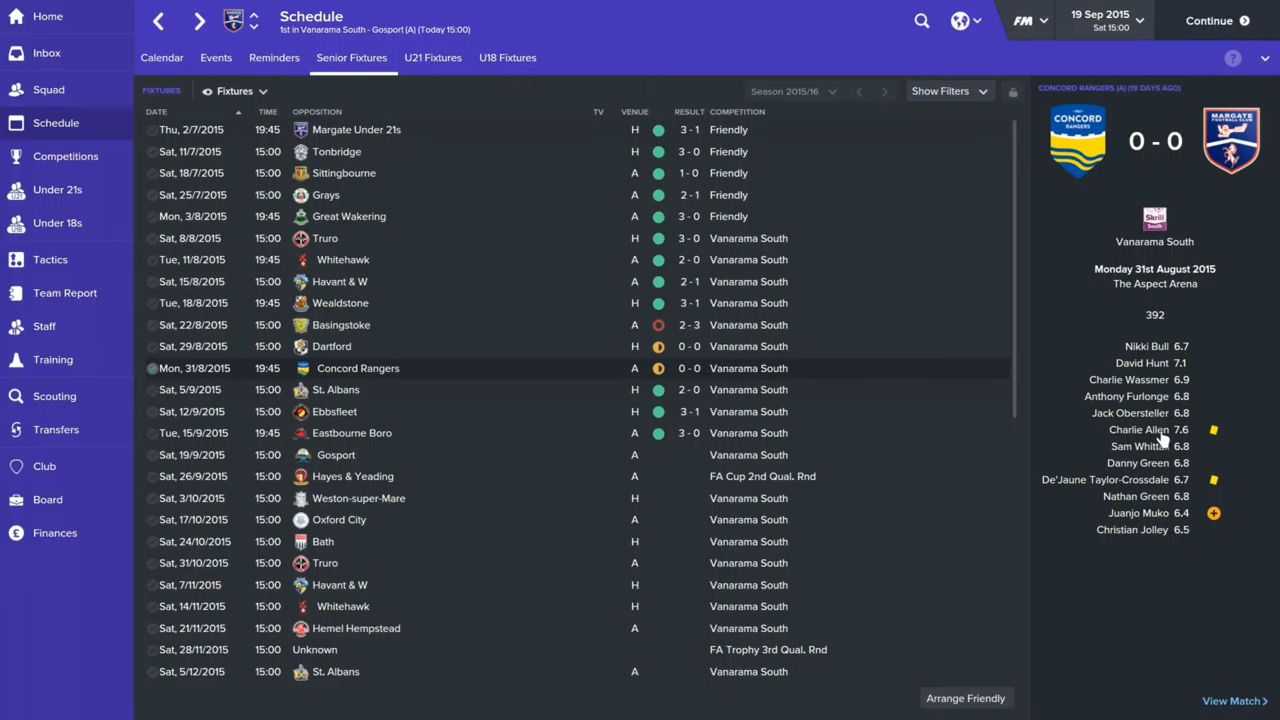 Home
Inbox
Squad
Schedule
Competitions
Under 21s
Under 18s
Tactics
Team Report
Staff
Training
Scouting
Transfers
Club
Board
Finances
Schedule
1st in Vanarama South - Gosport (A) (Today 15:00)
FM
19 Sep 2015
Sat 15:00
Continue
Calendar Events Reminders Senior Fixtures U21 Fixtures U18 Fixtures
FIXTURES Fixtures Season 2015/16 Show Filters
DATE TIME OPPOSITION TV VENUE RESULT COMPETITION
Thu, 2/7/2015 19:45 Margate Under 21s H 3 - 1 Friendly
Sat, 11/7/2015 15:00 Tonbridge H 3 - 0 Friendly
Sat, 18/7/2015 15:00 Sittingbourne A 1 - 0 Friendly
Sat, 25/7/2015 15:00 Grays A 2 - 1 Friendly
Mon, 3/8/2015 19:45 Great Wakering A 3 - 0 Friendly
Sat, 8/8/2015 15:00 Truro H 3 - 0 Vanarama South
Tue, 11/8/2015 19:45 Whitehawk A 2 - 0 Vanarama South
Sat, 15/8/2015 15:00 Havant & W A 2 - 1 Vanarama South
Tue, 18/8/2015 19:45 Wealdstone H 3 - 1 Vanarama South
Sat, 22/8/2015 15:00 Basingstoke A 2 - 3 Vanarama South
Sat, 29/8/2015 15:00 Dartford H 0 - 0 Vanarama South
Mon, 31/8/2015 19:45 Concord Rangers A 0 - 0 Vanarama South
Sat, 5/9/2015 15:00 St. Albans H 2 - 0 Vanarama South
Sat, 12/9/2015 15:00 Ebbsfleet H 3 - 1 Vanarama South
Tue, 15/9/2015 19:45 Eastbourne Boro A 3 - 0 Vanarama South
Sat, 19/9/2015 15:00 Gosport A Vanarama South
Sat, 26/9/2015 15:00 Hayes & Yeading A FA Cup 2nd Qual. Rnd
Sat, 3/10/2015 15:00 Weston-super-Mare A Vanarama South
Sat, 17/10/2015 15:00 Oxford City A Vanarama South
Sat, 24/10/2015 15:00 Bath H Vanarama South
Sat, 31/10/2015 15:00 Truro A Vanarama South
Sat, 7/11/2015 15:00 Havant & W H Vanarama South
Sat, 14/11/2015 15:00 Whitehawk H Vanarama South
Sat, 21/11/2015 15:00 Hemel Hempstead A Vanarama South
Sat, 28/11/2015 15:00 Unknown FA Trophy 3rd Qual. Rnd
Sat, 5/12/2015 15:00 St. Albans A Vanarama South
Arrange Friendly
CONCORD RANGERS (A) (19 DAYS AGO)
CONCORD
RANGERS
0 - 0
MARGATE
FOOTBALL CLUB
Skrill
South
Vanarama South
Monday 31st August 2015
The Aspect Arena
392
Nikki Bull 6.7
David Hunt 7.1
Charlie Wassmer 6.9
Anthony Furlonge 6.8
Jack Obersteller 6.8
Charlie Allen 7.6
Sam 6.8
Danny Green 6.8
De'Jaune Taylor-Crossdale 6.7
Nathan Green 6.8
Juanjo Muko 6.4
Christian Jolley 6.5
View Match